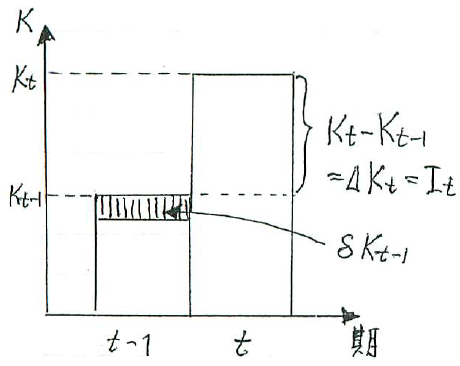 K
Kt
Kt-1
Kt-Kt-1
=ΔKt=It
δKt-1
t-1
t
期